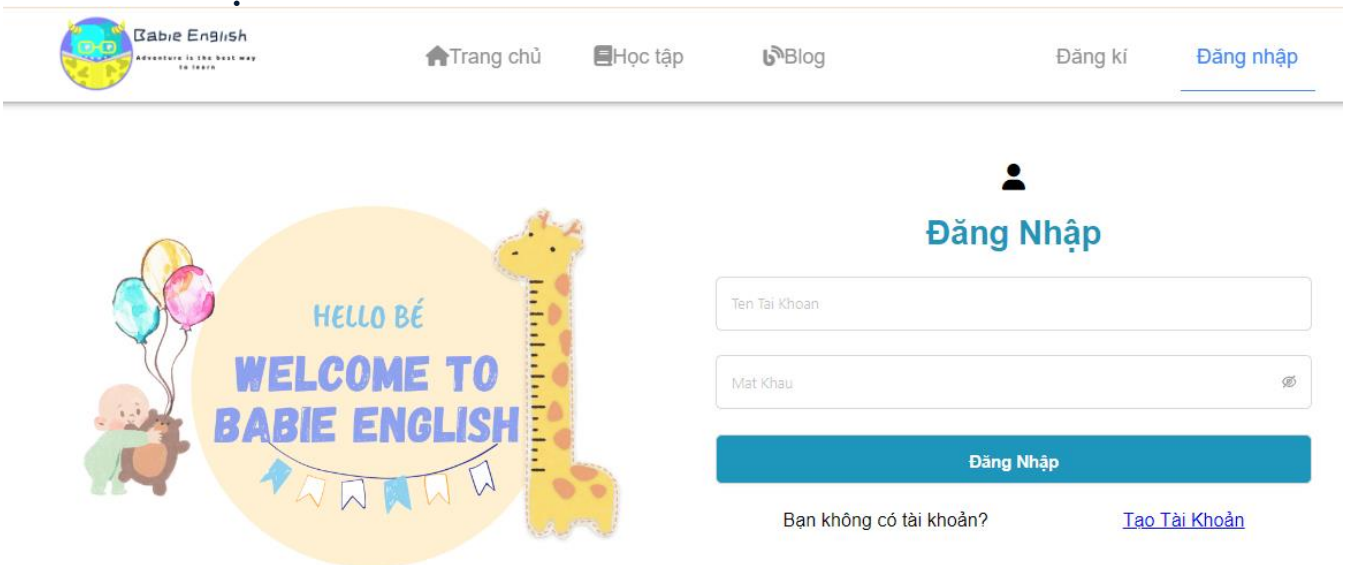 Babie English
Adventure is the best way
to learn
Trang chủ
Học tập
Blog
Đăng kí
Đăng nhập
Đăng Nhập
HELLO BÉ
WELCOME TO
BABIE ENGLISH
Ten Tai Khoan
Mat Khau
Đăng Nhập
Bạn không có tài khoản?
Tạo Tài Khoản